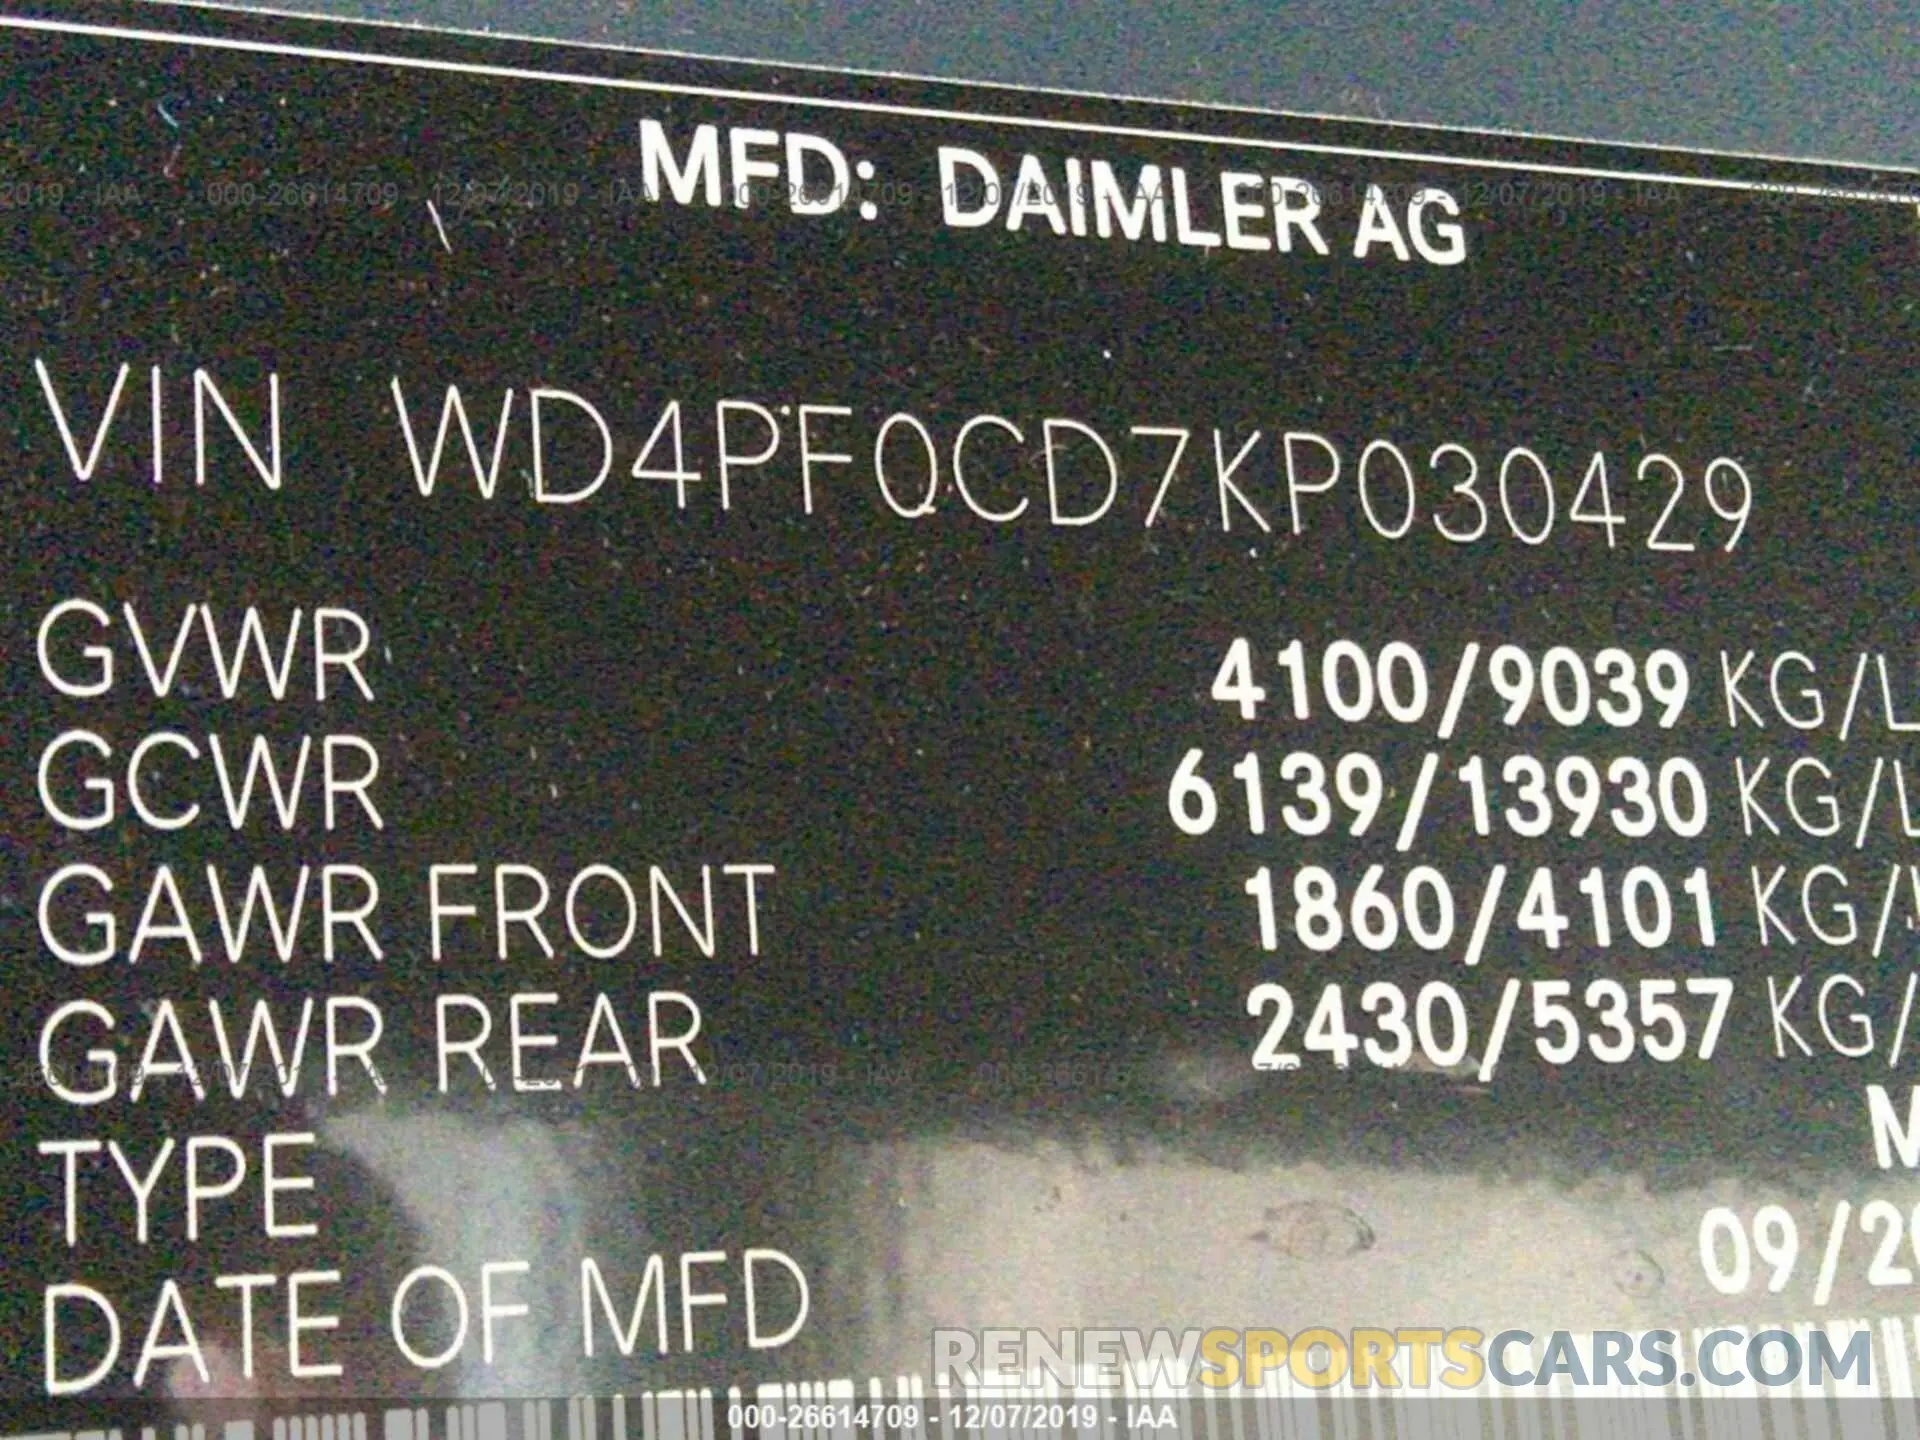 MFD: DAIMLER AG
VIN WD4PF0CD7KP030429
GVWR 4100/9039 KG/L
GCWR 6139/13930 KG/L
GAWR FRONT 1860/4101 KG/
GAWR REAR 2430/5357 KG/
TYPE M
DATE OF MFD 09/20
RENEWSPORTSCARS.COM
000-26614709 - 12/07/2019 - IAA